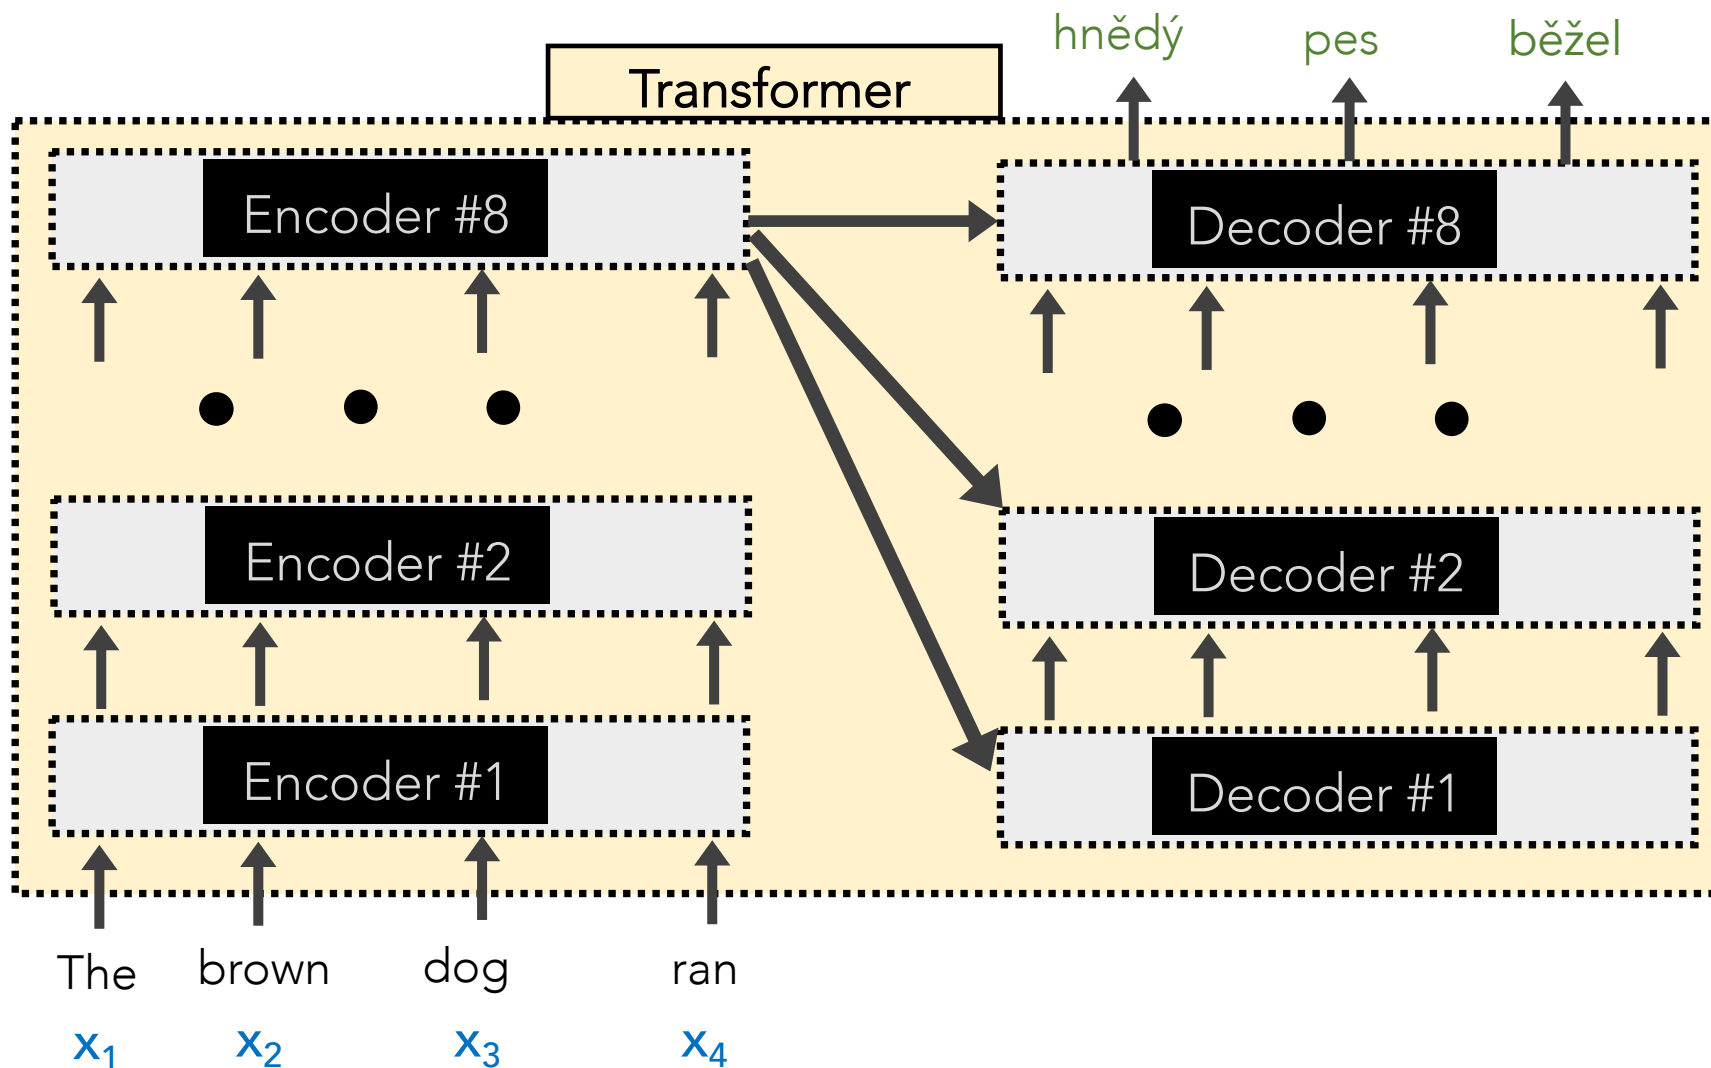 hnědý pes běžel
Transformer
Encoder #8
Decoder #8
Encoder #2
Decoder #2
Encoder #1
Decoder #1
The brown dog ran
x1 x2 x3 x4